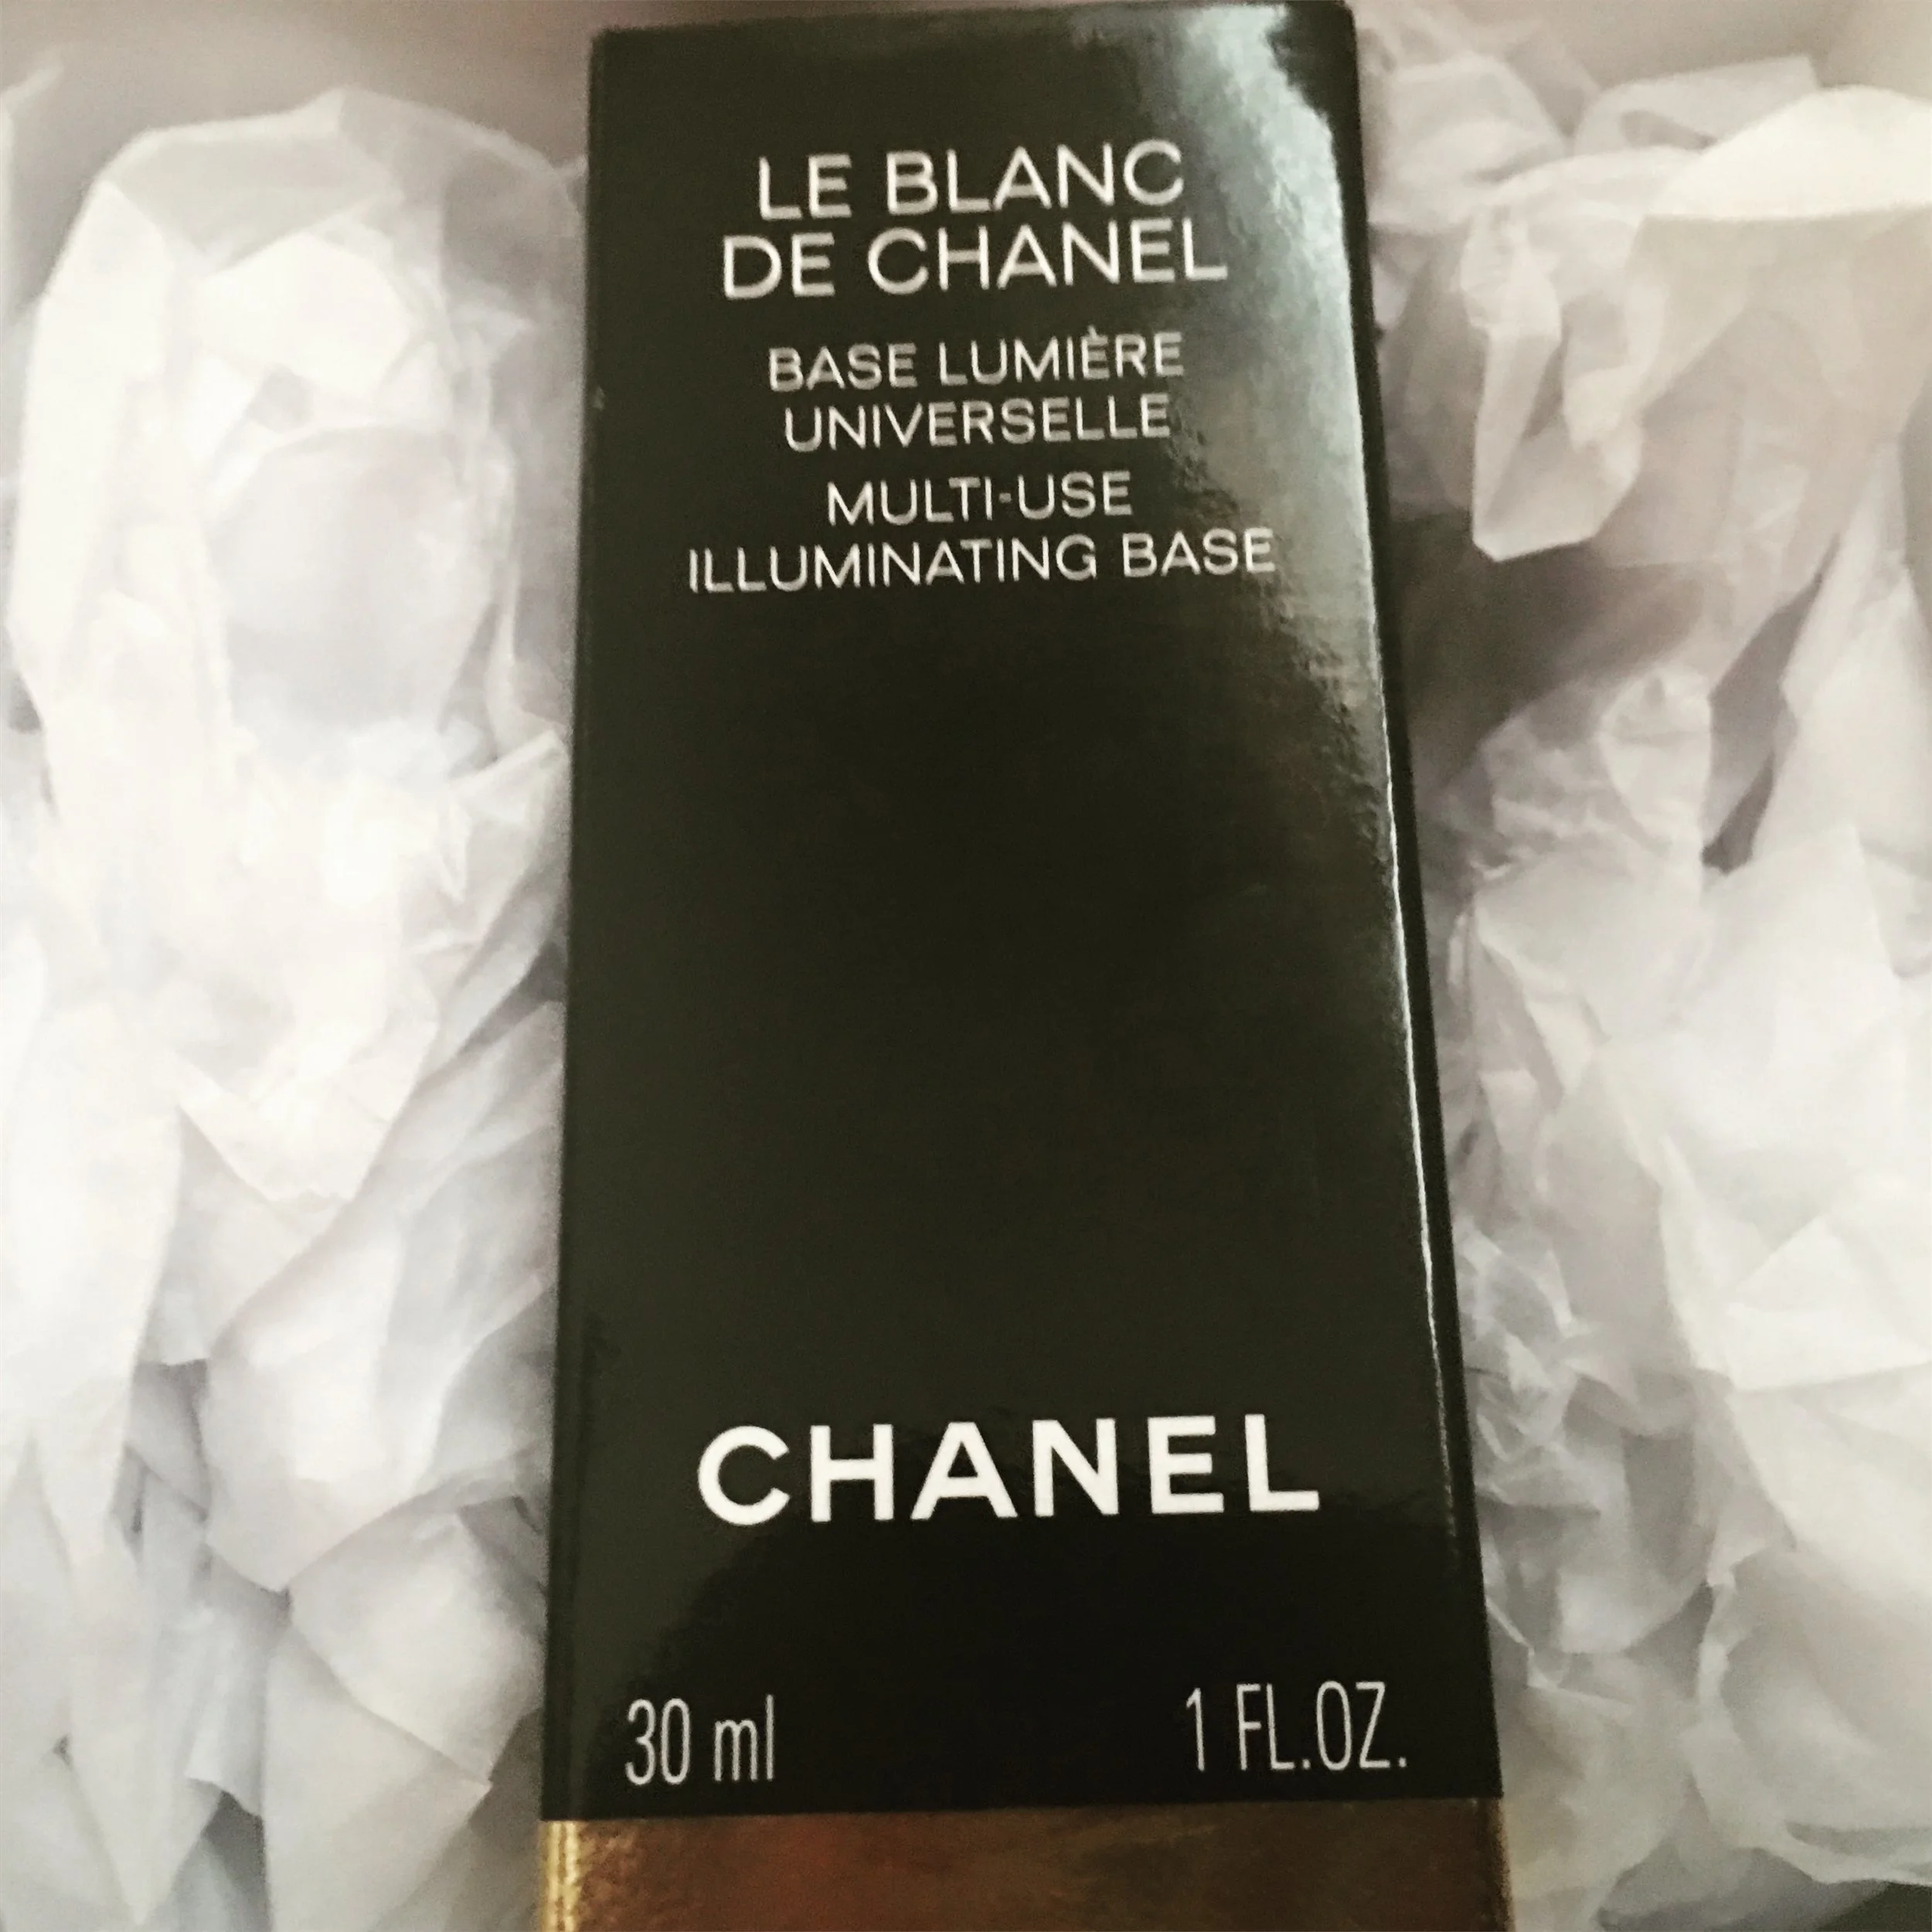 LE BLANC
DE CHANEL
BASE LUMIÈRE
UNIVERSELLE
MULTI-USE
ILLUMINATING BASE
CHANEL
30 ml 1 FL.OZ.